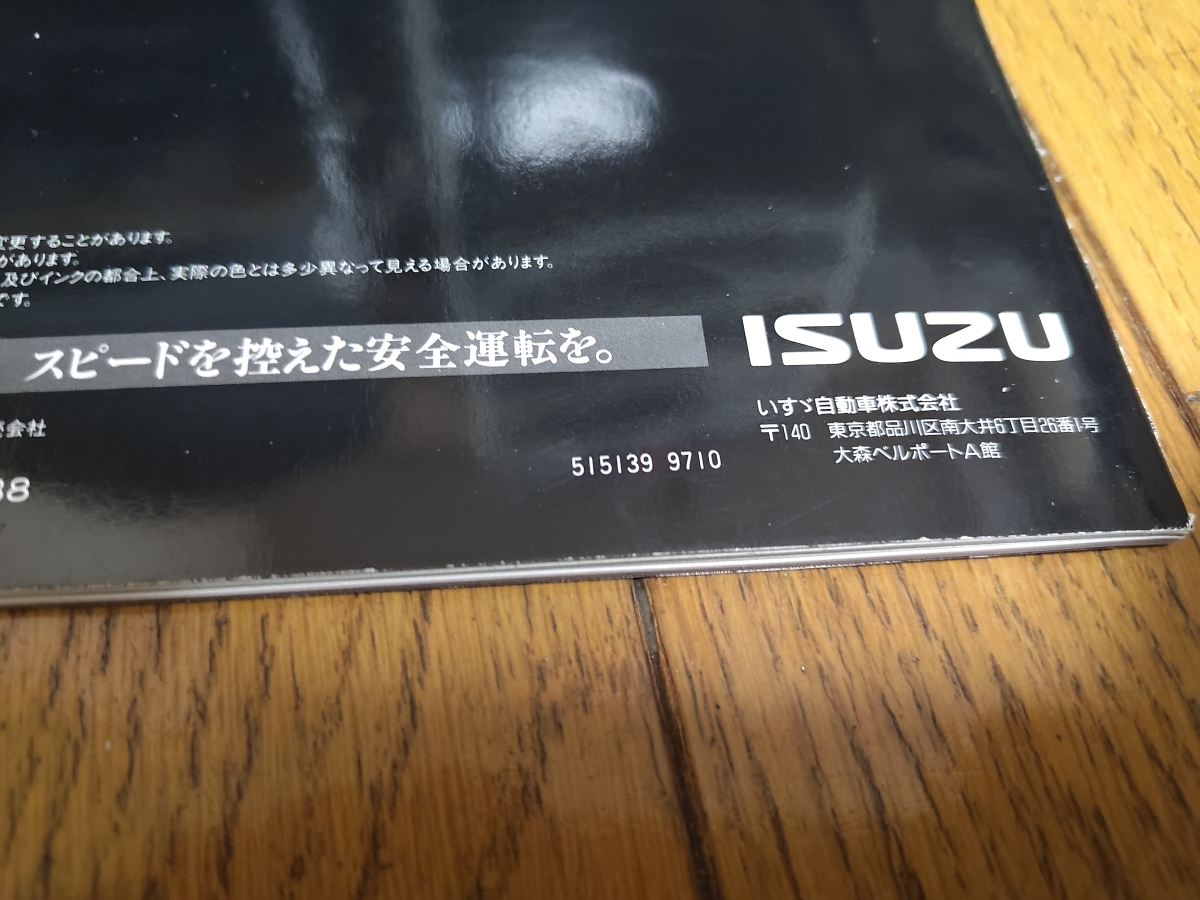 変更することがあります。
があります。
及びインクの都合上、実際の色とは多少異なって見える場合があります。
です。
スピードを控えた安全運転を。
ISUZU
いすゞ自動車株式会社
〒140 東京都品川区南大井6丁目26番1号
大森ベルポートA館
式会社
515139 9710
38